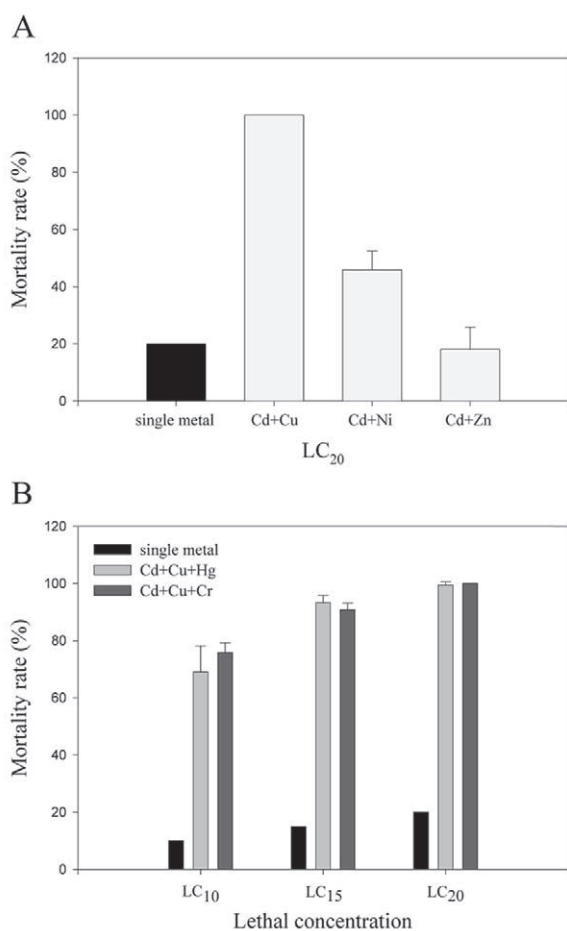 A
120
100
80
60
40
20
0
Mortality rate (%)
single metal Cd+Cu Cd+Ni Cd+Zn
LC20
B
120
100
80
60
40
20
0
Mortality rate (%)
single metal
Cd+Cu+Hg
Cd+Cu+Cr
LC10 LC15 LC20
Lethal concentration